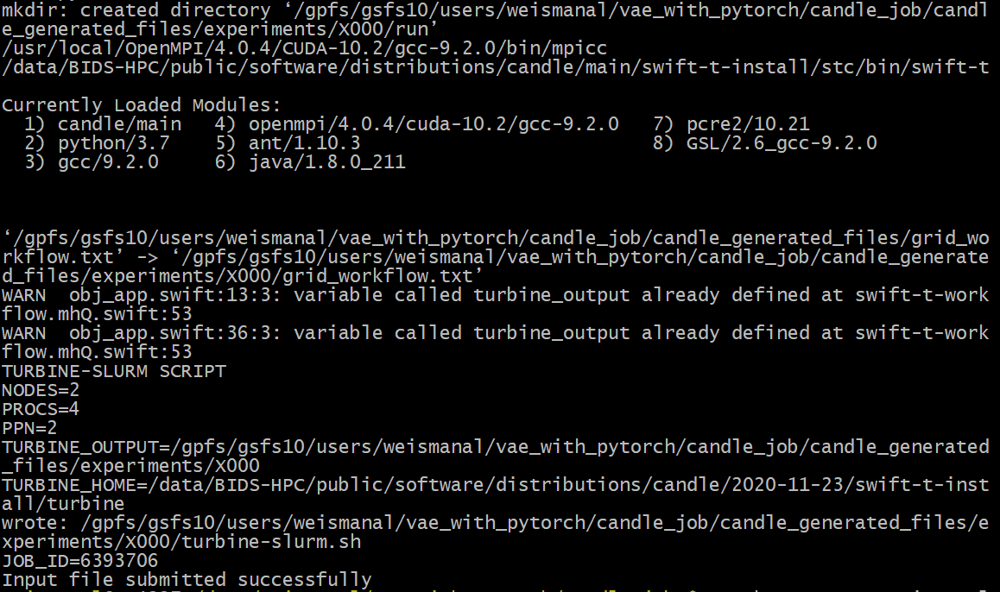 mkdir: created directory ‘/gpfs/gsfs10/users/weismanal/vae_with_pytorch/candle_job/candl
e_generated_files/experiments/X000/run’
/usr/local/OpenMPI/4.0.4/CUDA-10.2/gcc-9.2.0/bin/mpicc
/data/BIDS-HPC/public/software/distributions/candle/main/swift-t-install/stc/bin/swift-t
Currently Loaded Modules:
1) candle/main 4) openmpi/4.0.4/cuda-10.2/gcc-9.2.0 7) pcre2/10.21
2) python/3.7 5) ant/1.10.3 8) GSL/2.6_gcc-9.2.0
3) gcc/9.2.0 6) java/1.8.0_211
‘/gpfs/gsfs10/users/weismanal/vae_with_pytorch/candle_job/candle_generated_files/grid_wo
rkflow.txt’ -> ‘/gpfs/gsfs10/users/weismanal/vae_with_pytorch/candle_job/candle_generate
d_files/experiments/X000/grid_workflow.txt’
WARN  obj_app.swift:13:3: variable called turbine_output already defined at swift-t-work
flow.mhQ.swift:53
WARN  obj_app.swift:36:3: variable called turbine_output already defined at swift-t-work
flow.mhQ.swift:53
TURBINE-SLURM SCRIPT
NODES=2
PROCS=4
PPN=2
TURBINE_OUTPUT=/gpfs/gsfs10/users/weismanal/vae_with_pytorch/candle_job/candle_generated
_files/experiments/X000
TURBINE_HOME=/data/BIDS-HPC/public/software/distributions/candle/2020-11-23/swift-t-inst
all/turbine
wrote: /gpfs/gsfs10/users/weismanal/vae_with_pytorch/candle_job/candle_generated_files/e
xperiments/X000/turbine-slurm.sh
JOB_ID=6393706
Input file submitted successfully